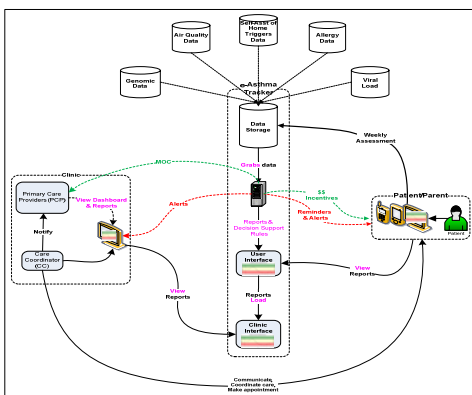 Self-Asst of
Home
Triggers
Data
Air Quality
Data
Allergy
Data
Genomic
Data
Viral
Load
e-Asthma
Tracker
Data
Storage
Weekly
Assessment
MOC
Grabs data
Clinic
Primary Care
Providers (PCP)
View Dashboard
& Reports
Alerts
$$
Incentives
Reminders
& Alerts
Patient/Parent
Patient
Notify
Reports &
Decision Support
Rules
Care
Coordinator
(CC)
User
Interface
View
Reports
View
Reports
Reports
Load
Clinic
Interface
Communicate,
Coordinate care,
Make appointment